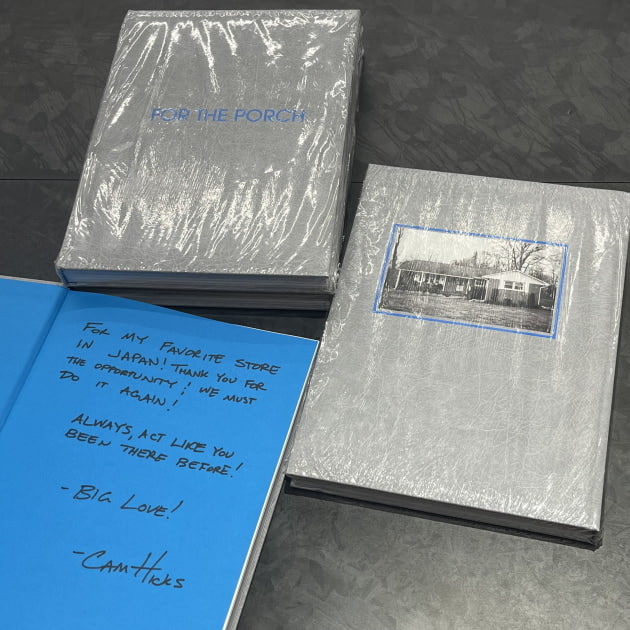 FOR THE PORCH
FOR MY FAVORITE STORE
IN JAPAN! THANK YOU FOR
THE OPPORTUNITY! WE MUST
DO IT AGAIN!
ALWAYS, ACT LIKE YOU
BEEN THERE BEFORE!
- BIG LOVE!
- CAM HICKS